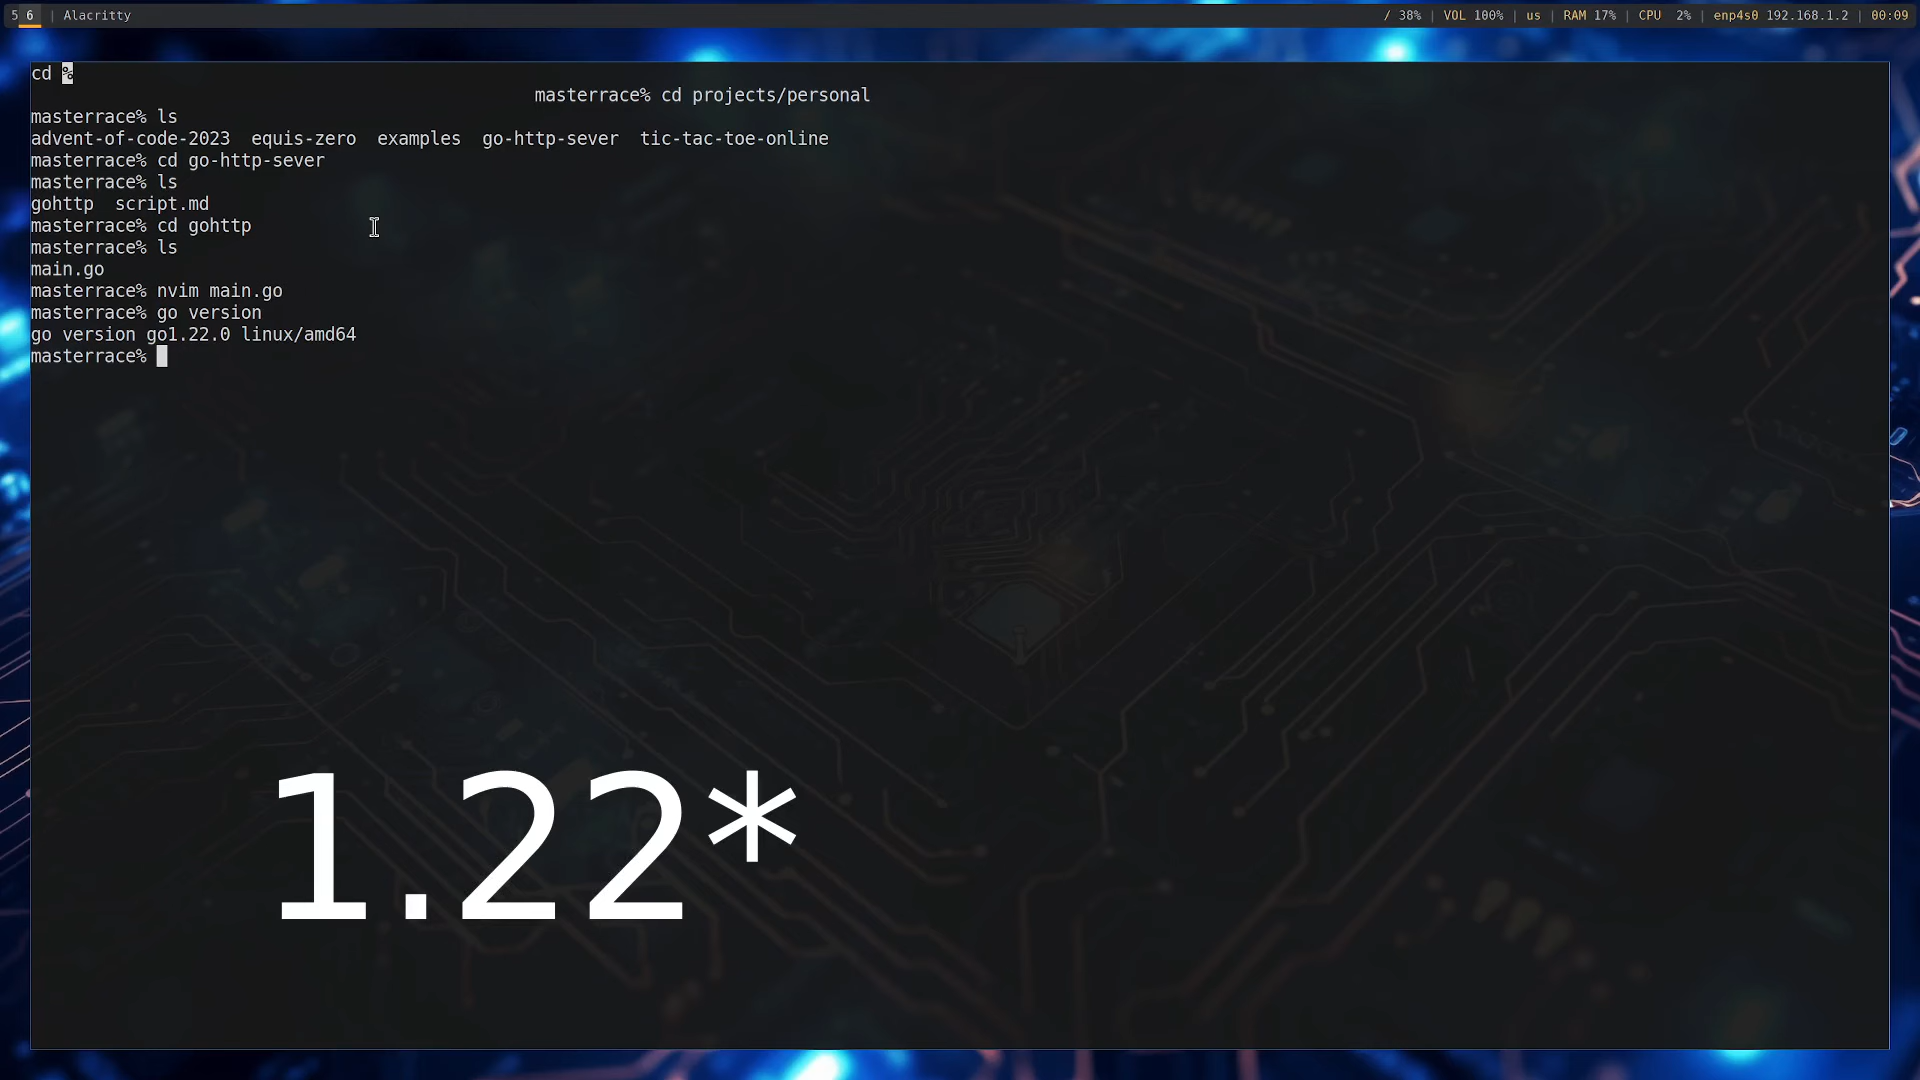 5 6 | Alacritty / 38% | VOL 100% | us | RAM 17% | CPU 2% | enp4s0 192.168.1.2 | 00:09
cd %
masterrace% cd projects/personal
masterrace% ls
advent-of-code-2023 equis-zero examples go-http-sever tic-tac-toe-online
masterrace% cd go-http-sever
masterrace% ls
gohttp script.md
masterrace% cd gohttp
masterrace% ls
main.go
masterrace% nvim main.go
masterrace% go version
go version go1.22.0 linux/amd64
masterrace%
1.22*